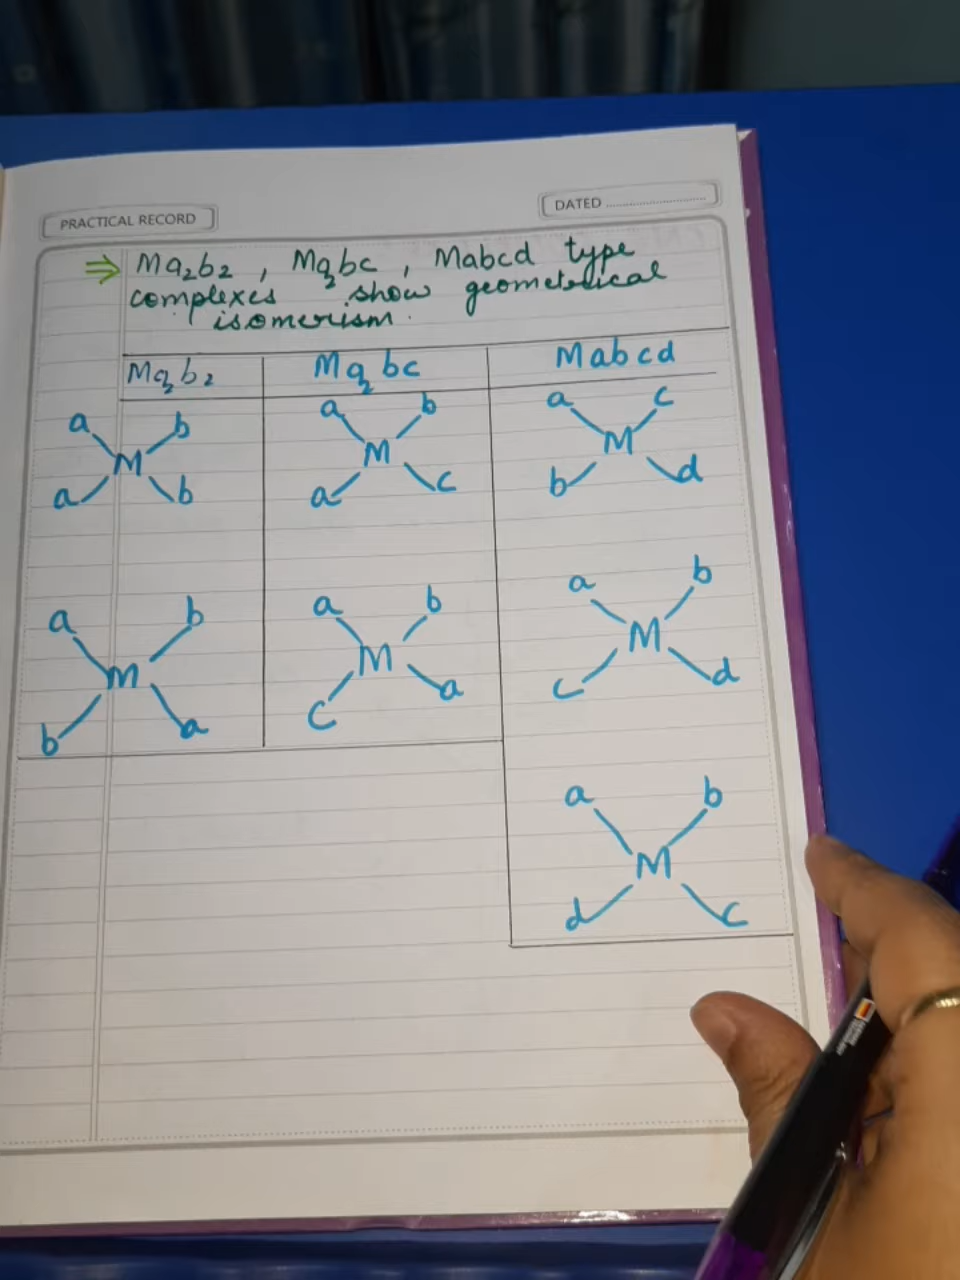 PRACTICAL RECORD
DATED
⇒ Ma₂b₂ , Ma₂bc , Mabcd type
complexes show geometrical
isomerism.
Ma₂b₂ Ma₂bc Mabcd
a b a b a c
M M M
a b a c b d
a b a b a b
M M M
b a c a c d
a b
M
d c